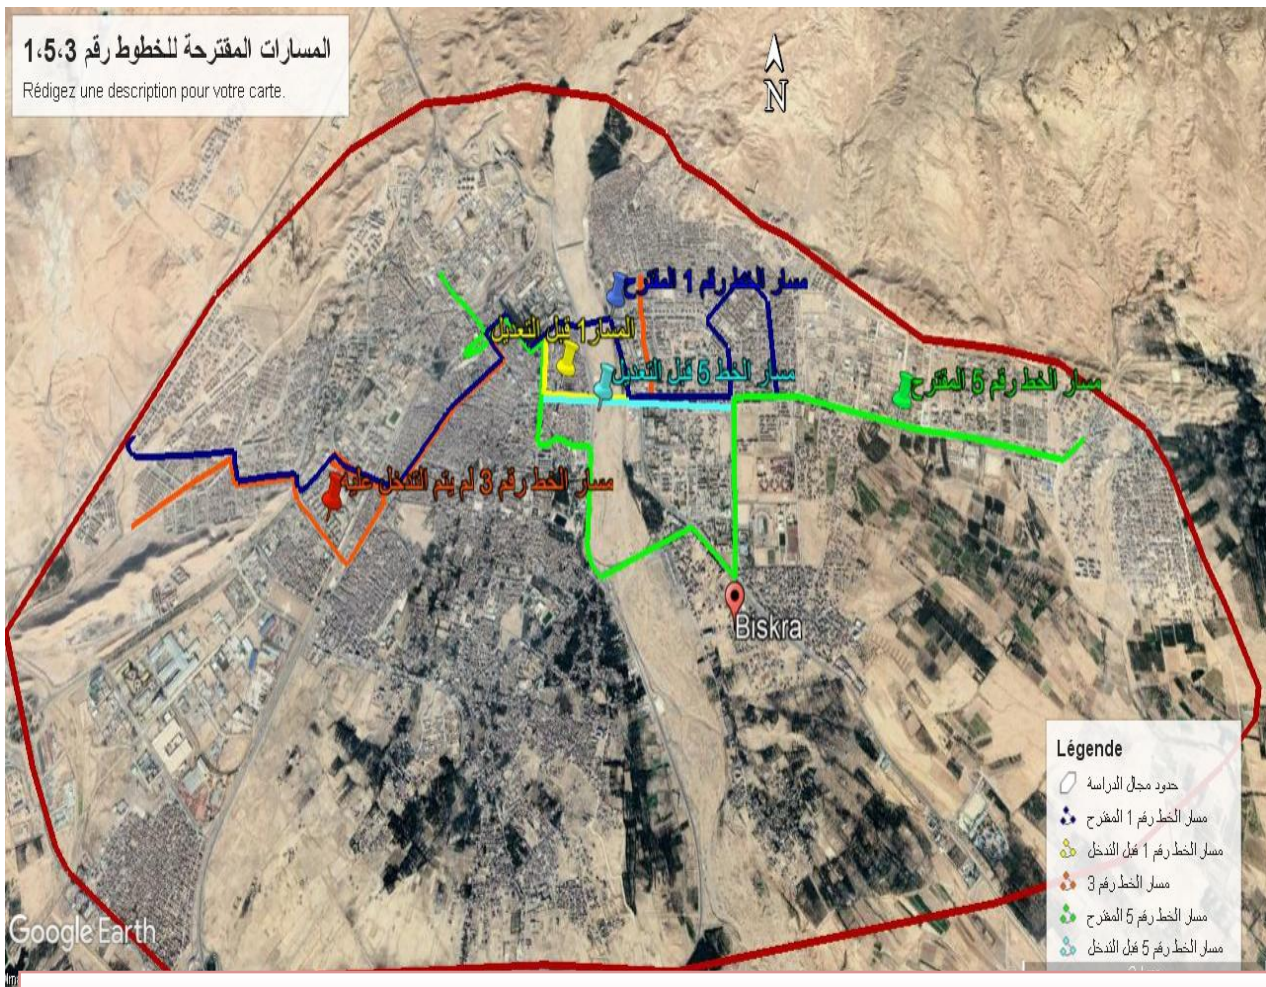 المسارات المقترحة للخطوط رقم 1،5،3
Rédigez une description pour votre carte.
N
مسار الخط رقم 1 المقترح
المسار1 قبل التعديل
مسار الخط 5 قبل التعديل
مسار الخط رقم 5 المقترح
مسار الخط رقم 3 لم يتم التدخل عليه
Biskra
Légende
حدود مجال الدراسة
مسار الخط رقم 1 المقترح
مسار الخط رقم 1 قبل التدخل
مسار الخط رقم 3
مسار الخط رقم 5 المقترح
مسار الخط رقم 5 قبل التدخل
Google Earth